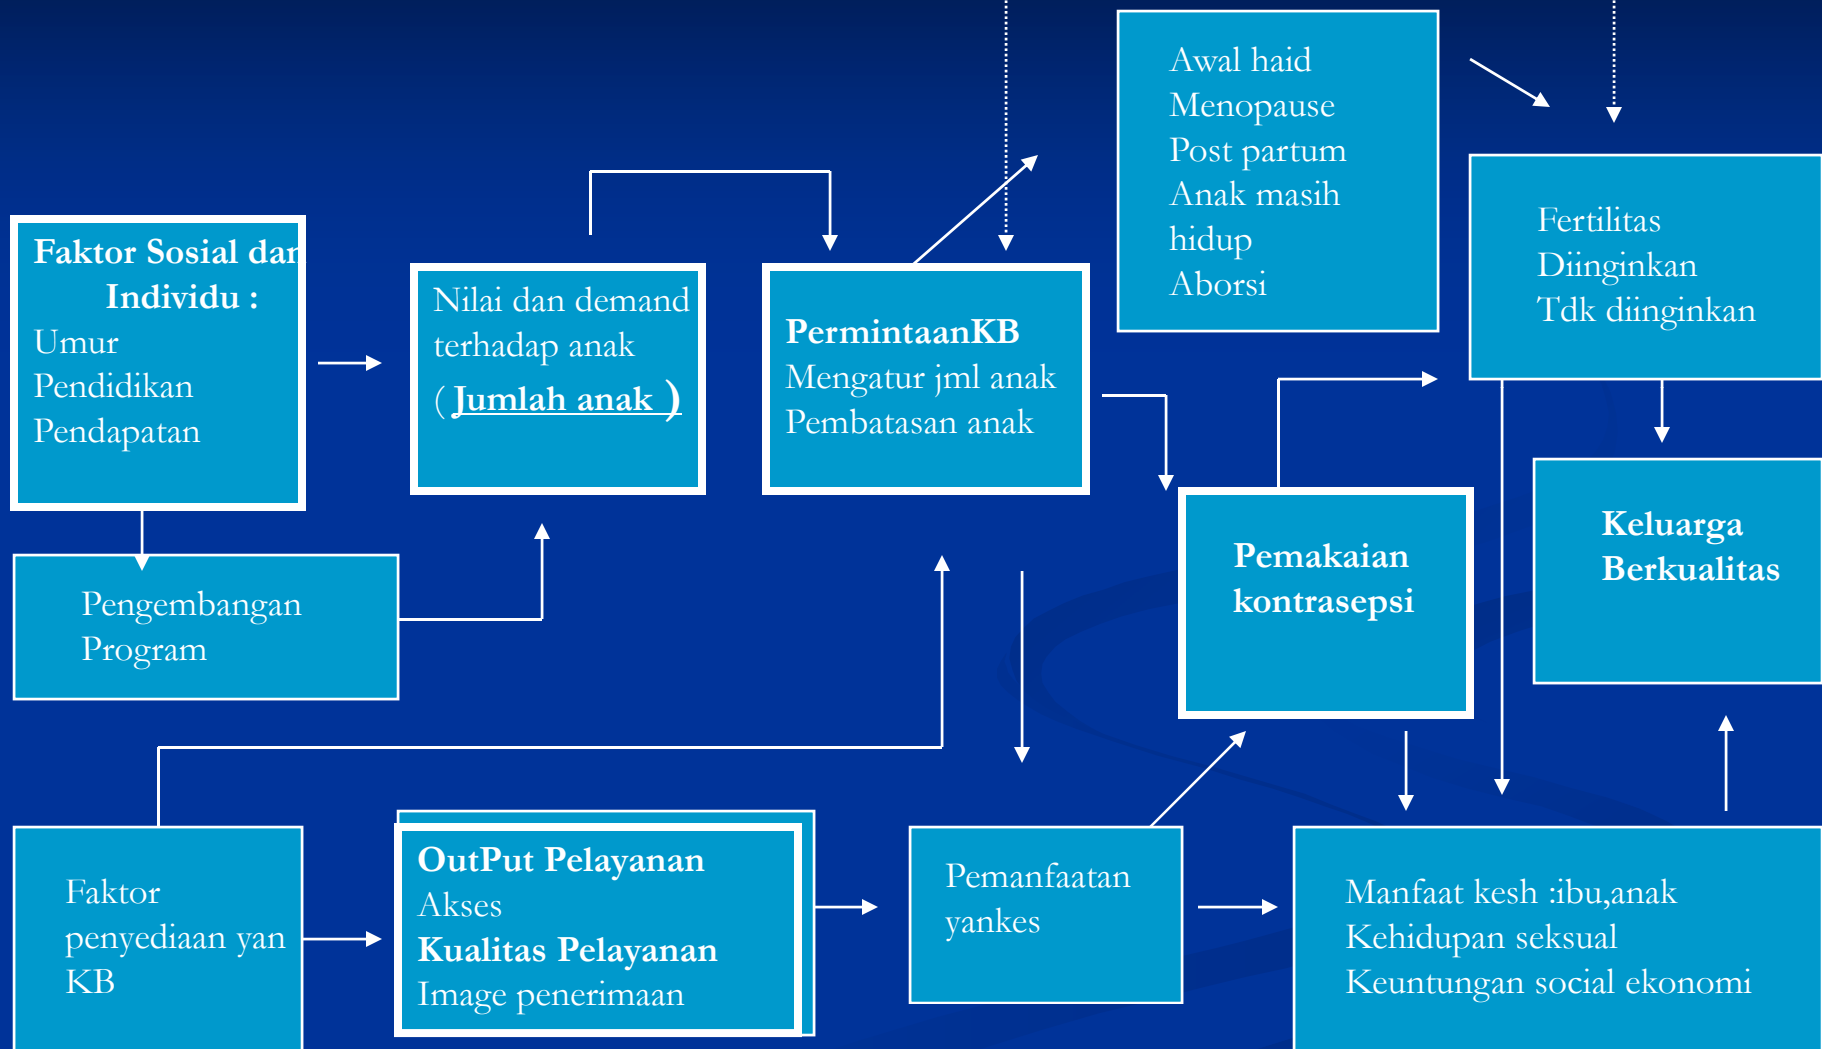 Awal haid
Menopause
Post partum
Anak masih
hidup
Aborsi
Fertilitas
Diinginkan
Tdk diinginkan
Faktor Sosial dan
Individu :
Umur
Pendidikan
Pendapatan
Nilai dan demand
terhadap anak
( Jumlah anak )
PermintaanKB
Mengatur jml anak
Pembatasan anak
Pemakaian
kontrasepsi
Keluarga
Berkualitas
Pengembangan
Program
Faktor
penyediaan yan
KB
OutPut Pelayanan
Akses
Kualitas Pelayanan
Image penerimaan
Pemanfaatan
yankes
Manfaat kesh :ibu,anak
Kehidupan seksual
Keuntungan social ekonomi